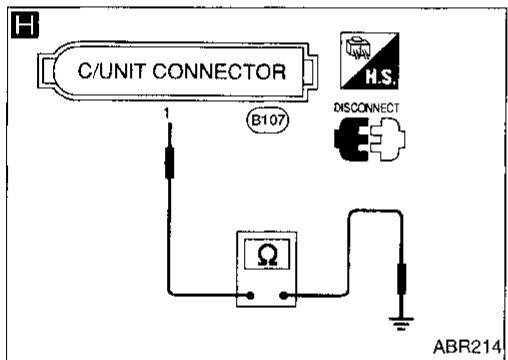 H
C/UNIT CONNECTOR
H.S.
1
B107
DISCONNECT
Ω
ABR214